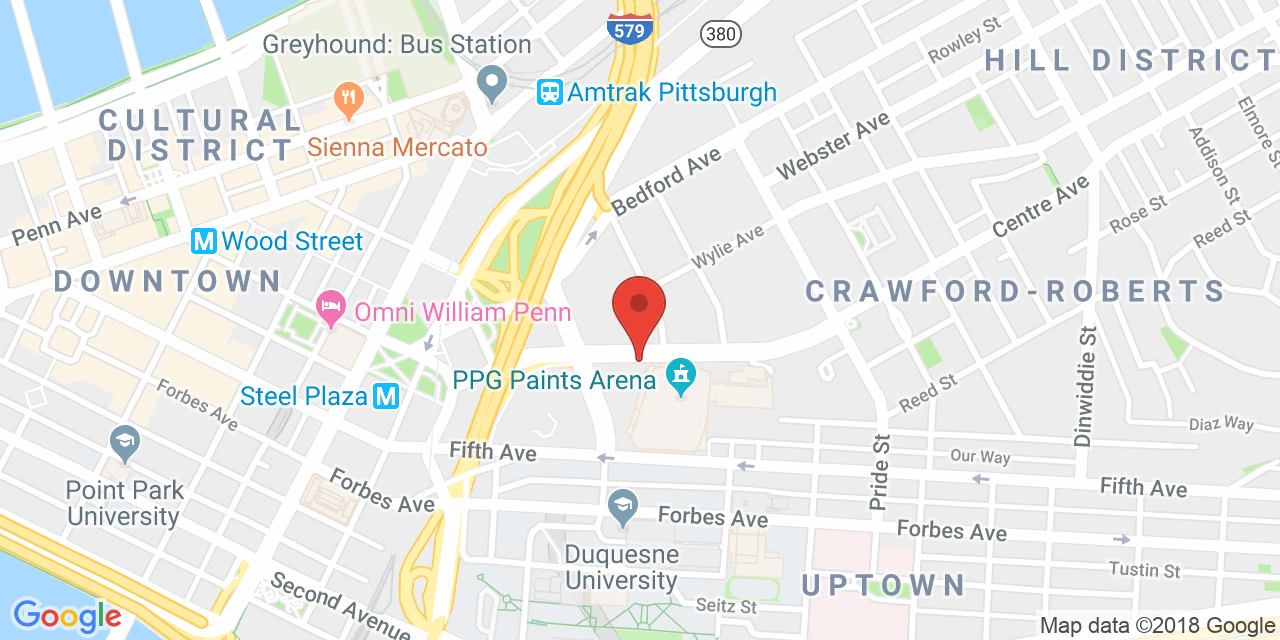 579
380
Rowley St
Greyhound: Bus Station
HILL DISTRICT
Amtrak Pittsburgh
CULTURAL
DISTRICT
Sienna Mercato
Webster Ave
Elmore St
Addison St
Bedford Ave
Penn Ave
M Wood Street
Wylie Ave
Centre Ave
Rose St
Reed St
DOWNTOWN
CRAWFORD-ROBERTS
Omni William Penn
Dinwiddie St
Steel Plaza M
PPG Paints Arena
Reed St
Forbes Ave
Diaz Way
Fifth Ave
Our Way
Pride St
Point Park
University
Forbes Ave
Fifth Ave
Forbes Ave
Forbes Ave
Duquesne
University
Tustin St
UPTOWN
Second Avenue
Seitz St
Google
Map data ©2018 Google